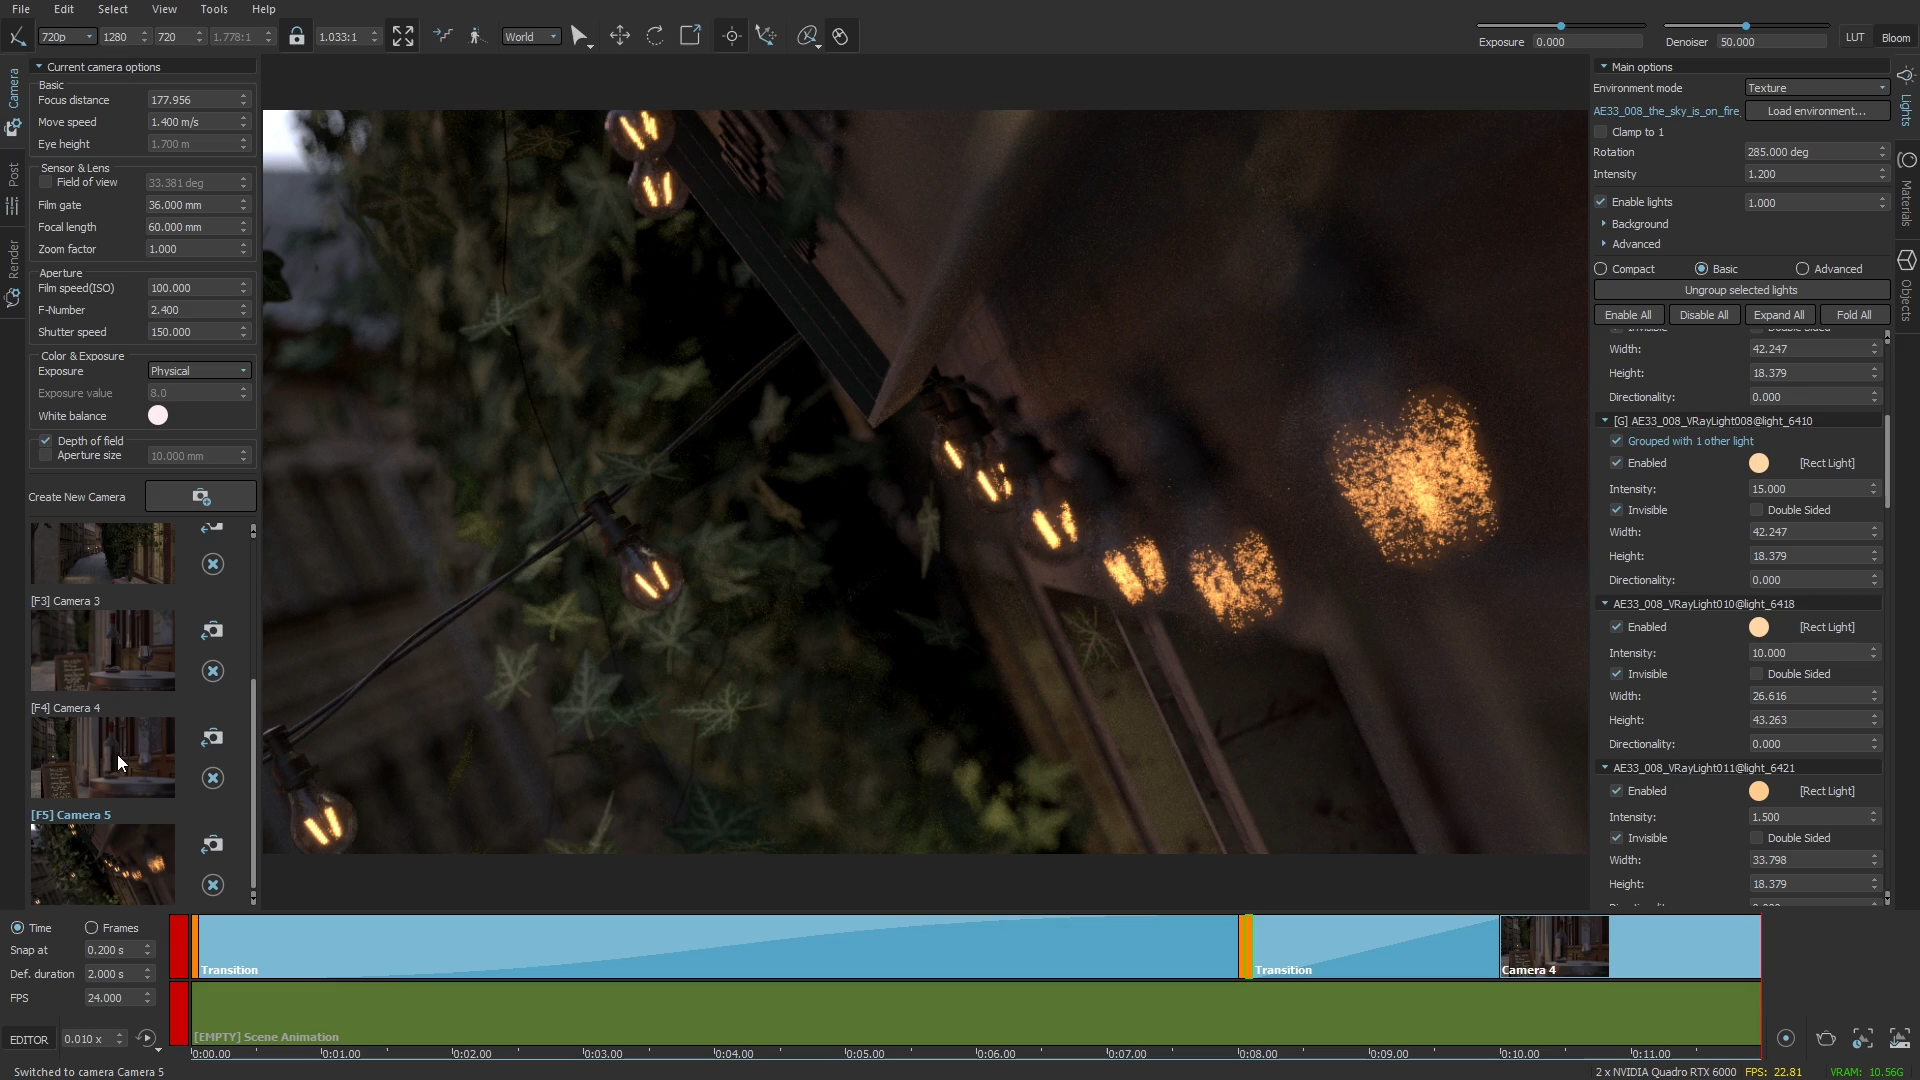 File Edit Select View Tools Help
720p 1280 720 1.778:1 1.033:1 World
Exposure 0.000 Denoiser 50.000 LUT Bloom
Current camera options
Basic
Focus distance 177.956
Move speed 1.400 m/s
Eye height 1.700 m
Sensor & Lens
Field of view 33.381 deg
Film gate 36.000 mm
Focal length 60.000 mm
Zoom factor 1.000
Aperture
Film speed(ISO) 100.000
F-Number 2.400
Shutter speed 150.000
Color & Exposure
Exposure Physical
Exposure value 8.0
White balance
Depth of field
Aperture size 10.000 mm
Create New Camera
[F3] Camera 3
[F4] Camera 4
[F5] Camera 5
Camera
Post
Render
Main options
Environment mode Texture
AE33_008_the_sky_is_on_fire. Load environment...
Clamp to 1
Rotation 285.000 deg
Intensity 1.200
Enable lights 1.000
Background
Advanced
Compact Basic Advanced
Ungroup selected lights
Enable All Disable All Expand All Fold All
Invisible Double Sided
Width: 42.247
Height: 18.379
Directionality: 0.000
[G] AE33_008_VRayLight008@light_6410
Grouped with 1 other light
Enabled [Rect Light]
Intensity: 15.000
Invisible Double Sided
Width: 42.247
Height: 18.379
Directionality: 0.000
AE33_008_VRayLight010@light_6418
Enabled [Rect Light]
Intensity: 10.000
Invisible Double Sided
Width: 26.616
Height: 43.263
Directionality: 0.000
AE33_008_VRayLight011@light_6421
Enabled [Rect Light]
Intensity: 1.500
Invisible Double Sided
Width: 33.798
Height: 18.379
Lights
Materials
Objects
Time Frames
Snap at 0.200 s
Def. duration 2.000 s
FPS 24.000
EDITOR 0.010 x
Transition Transition Camera 4
[EMPTY] Scene Animation
0:00.00 0:01.00 0:02.00 0:03.00 0:04.00 0:05.00 0:06.00 0:07.00 0:08.00 0:09.00 0:10.00 0:11.00
Switched to camera Camera 5
2 x NVIDIA Quadro RTX 6000 FPS: 22.81 VRAM: 10.56G